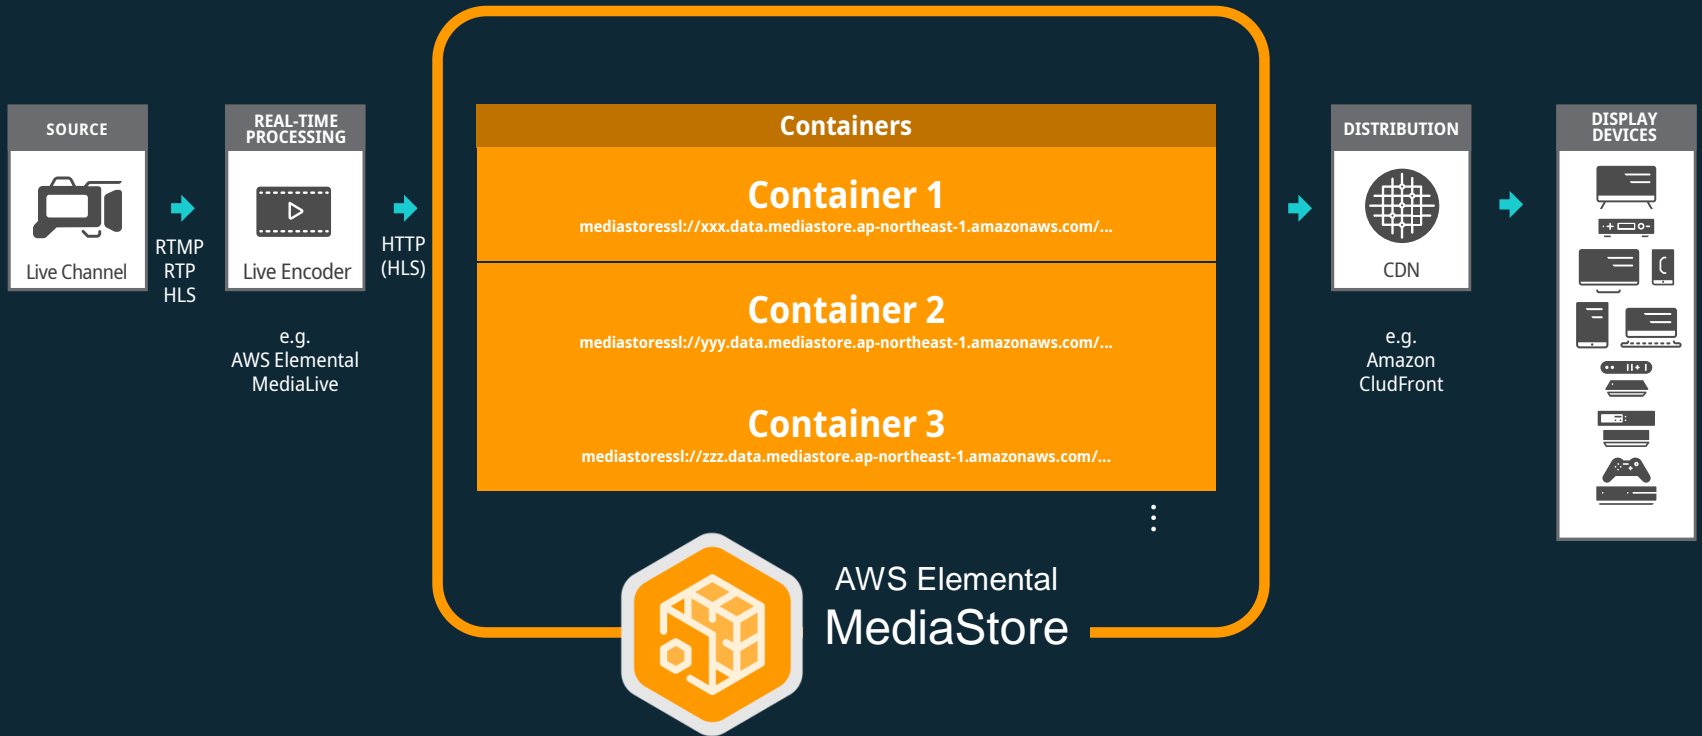 SOURCE
Live Channel
RTMP
RTP
HLS
REAL-TIME
PROCESSING
Live Encoder
e.g.
AWS Elemental
MediaLive
HTTP
(HLS)
Containers
Container 1
mediastoressl://xxx.data.mediastore.ap-northeast-1.amazonaws.com/...
Container 2
mediastoressl://yyy.data.mediastore.ap-northeast-1.amazonaws.com/...
Container 3
mediastoressl://zzz.data.mediastore.ap-northeast-1.amazonaws.com/...
AWS Elemental
MediaStore
DISTRIBUTION
CDN
e.g.
Amazon
CludFront
DISPLAY
DEVICES